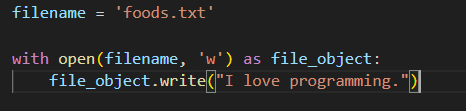 filename = 'foods.txt'
with open(filename, 'w') as file_object:
    file_object.write("I love programming.")